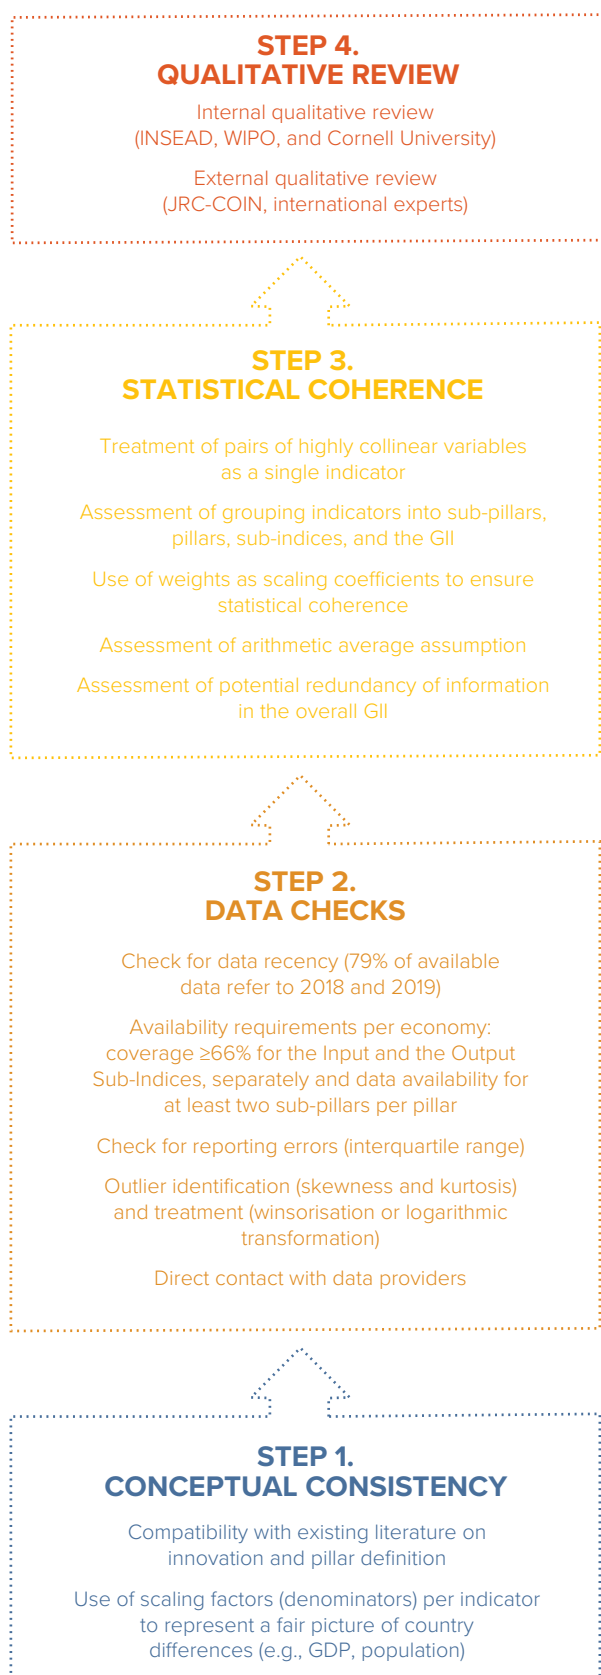 STEP 4.
QUALITATIVE REVIEW
Internal qualitative review
(INSEAD, WIPO, and Cornell University)
External qualitative review
(JRC-COIN, international experts)
STEP 3.
STATISTICAL COHERENCE
Treatment of pairs of highly collinear variables
as a single indicator
Assessment of grouping indicators into sub-pillars,
pillars, sub-indices, and the GII
Use of weights as scaling coefficients to ensure
statistical coherence
Assessment of arithmetic average assumption
Assessment of potential redundancy of information
in the overall GII
STEP 2.
DATA CHECKS
Check for data recency (79% of available
data refer to 2018 and 2019)
Availability requirements per economy:
coverage ≥66% for the Input and the Output
Sub-Indices, separately and data availability for
at least two sub-pillars per pillar
Check for reporting errors (interquartile range)
Outlier identification (skewness and kurtosis)
and treatment (winsorisation or logarithmic
transformation)
Direct contact with data providers
STEP 1.
CONCEPTUAL CONSISTENCY
Compatibility with existing literature on
innovation and pillar definition
Use of scaling factors (denominators) per indicator
to represent a fair picture of country
differences (e.g., GDP, population)